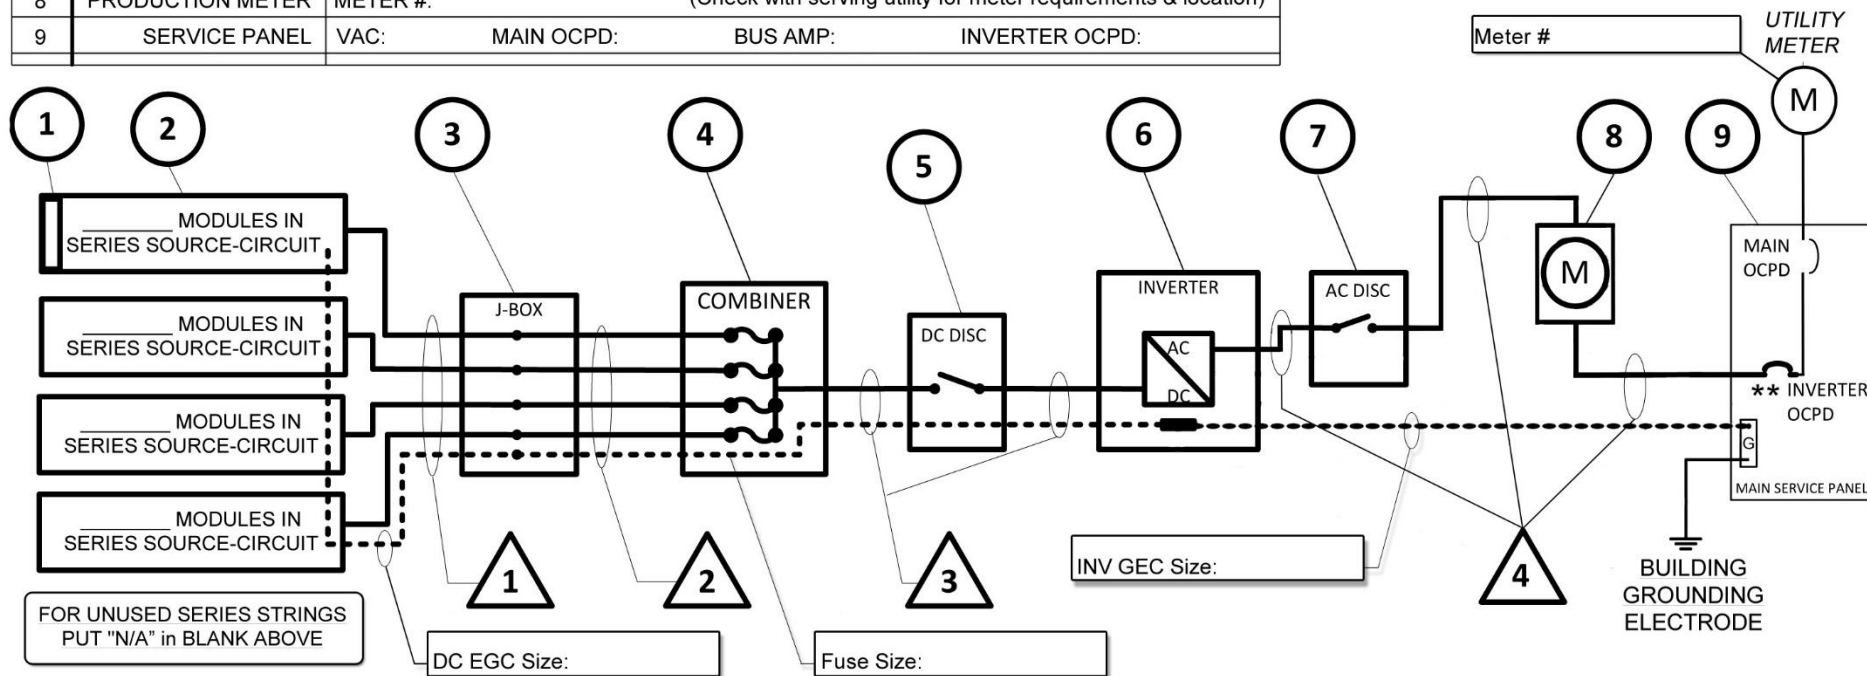 8 PRODUCTION METER METER #: (Check with serving utility for meter requirements & location)
9 SERVICE PANEL VAC: MAIN OCPD: BUS AMP: INVERTER OCPD:
Meter #
UTILITY
METER
M
1
2
3
4
5
6
7
8
9
_______ MODULES IN
SERIES SOURCE-CIRCUIT
_______ MODULES IN
SERIES SOURCE-CIRCUIT
_______ MODULES IN
SERIES SOURCE-CIRCUIT
_______ MODULES IN
SERIES SOURCE-CIRCUIT
J-BOX
COMBINER
DC DISC
INVERTER
AC
DC
AC DISC
M
MAIN
OCPD
** INVERTER
OCPD
G
MAIN SERVICE PANEL
1
2
3
4
INV GEC Size:
BUILDING
GROUNDING
ELECTRODE
FOR UNUSED SERIES STRINGS
PUT "N/A" in BLANK ABOVE
DC EGC Size:
Fuse Size: